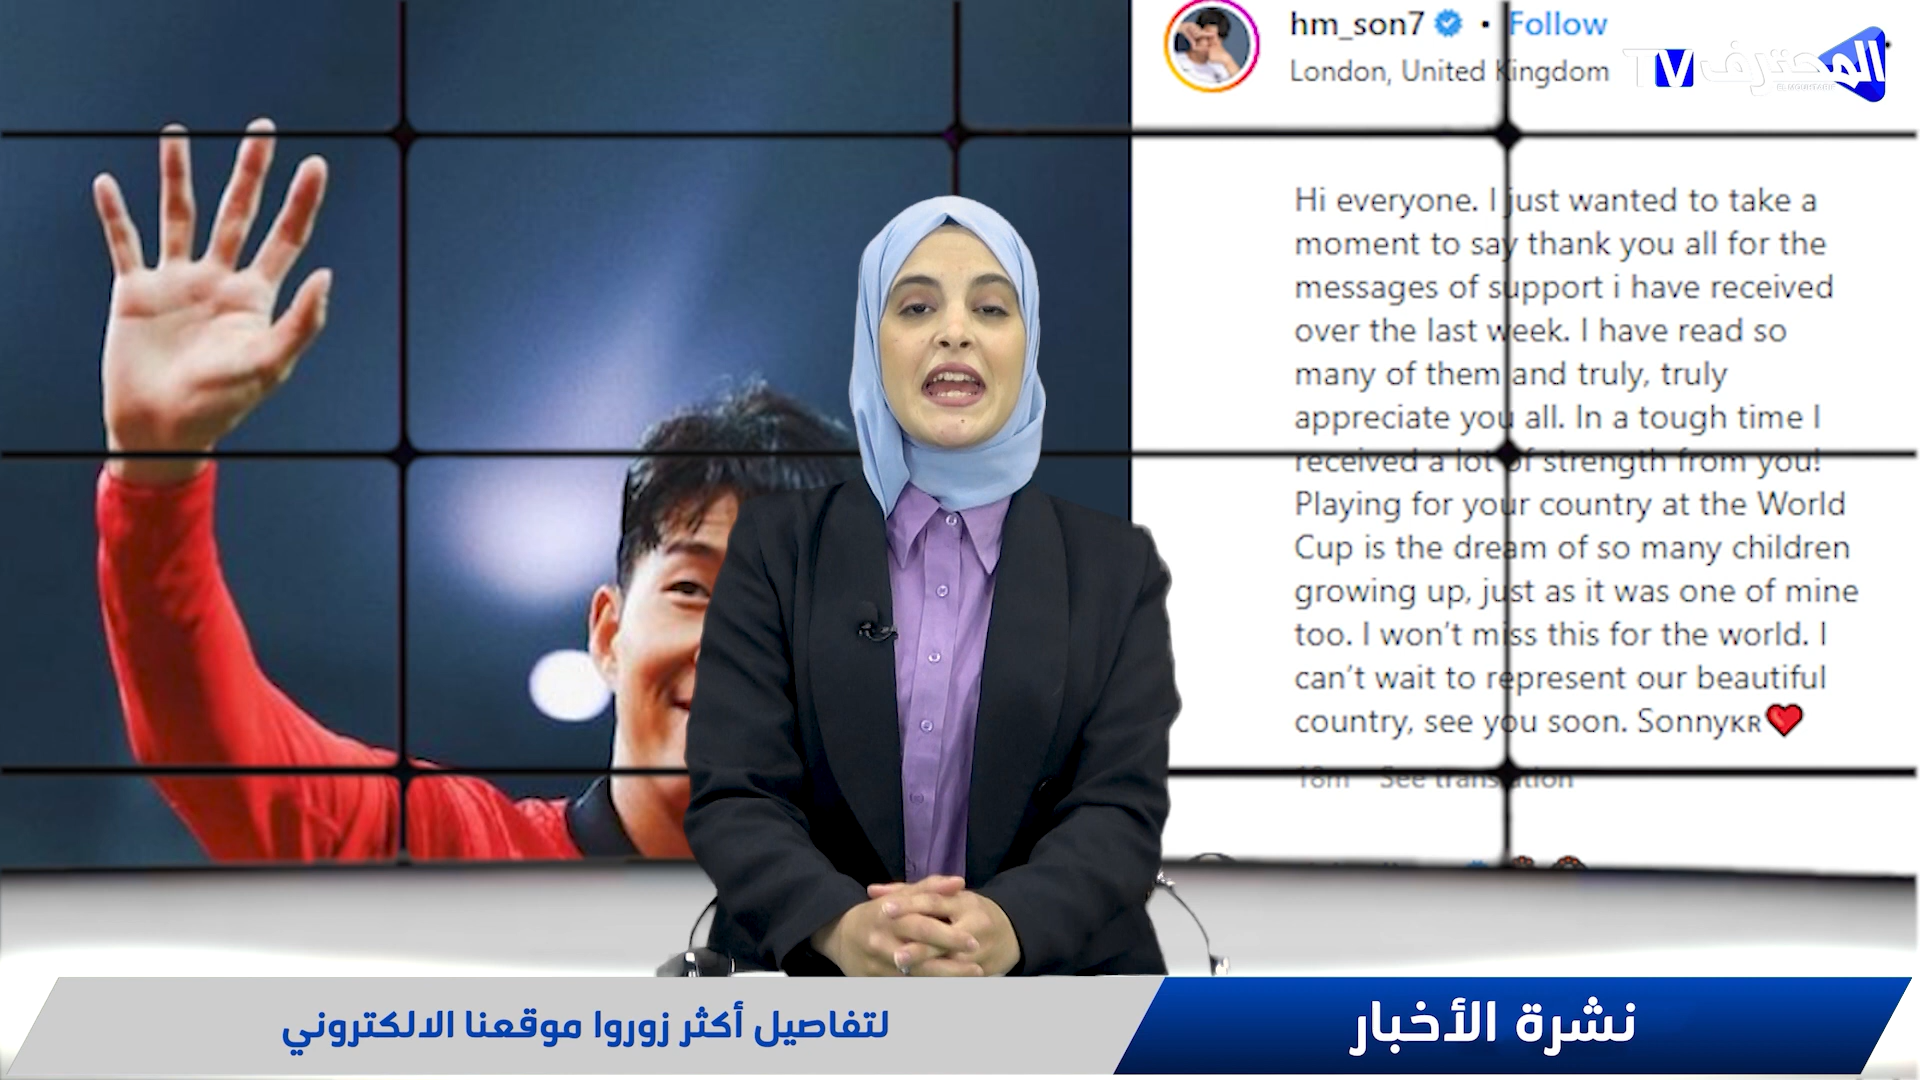 hm_son7 • Follow
London, United Kingdom
المحترف TV
Hi everyone. I just wanted to take a
moment to say thank you all for the
messages of support i have received
over the last week. I have read so
many of them and truly, truly
appreciate you all. In a tough time I
received a lot of strength from you!
Playing for your country at the World
Cup is the dream of so many children
growing up, just as it was one of mine
too. I won’t miss this for the world. I
can’t wait to represent our beautiful
country, see you soon. SonnyKR❤️
18m See translation
نشرة الأخبار
لتفاصيل أكثر زوروا موقعنا الالكتروني